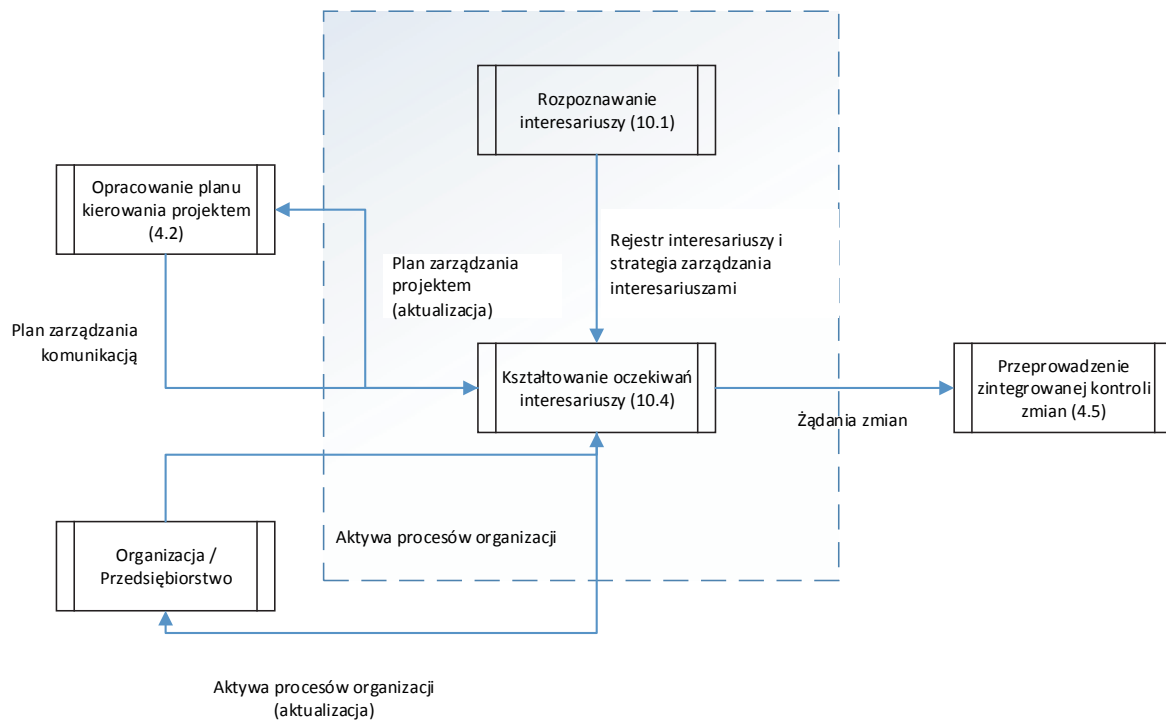 Rozpoznawanie
interesariuszy (10.1)
Opracowanie planu
kierowania projektem
(4.2)
Rejestr interesariuszy i
strategia zarządzania
interesariuszami
Plan zarządzania
projektem
(aktualizacja)
Plan zarządzania
komunikacją
Kształtowanie oczekiwań
interesariuszy (10.4)
Przeprowadzenie
zintegrowanej kontroli
zmian (4.5)
Żądania zmian
Aktywa procesów organizacji
Organizacja /
Przedsiębiorstwo
Aktywa procesów organizacji
(aktualizacja)